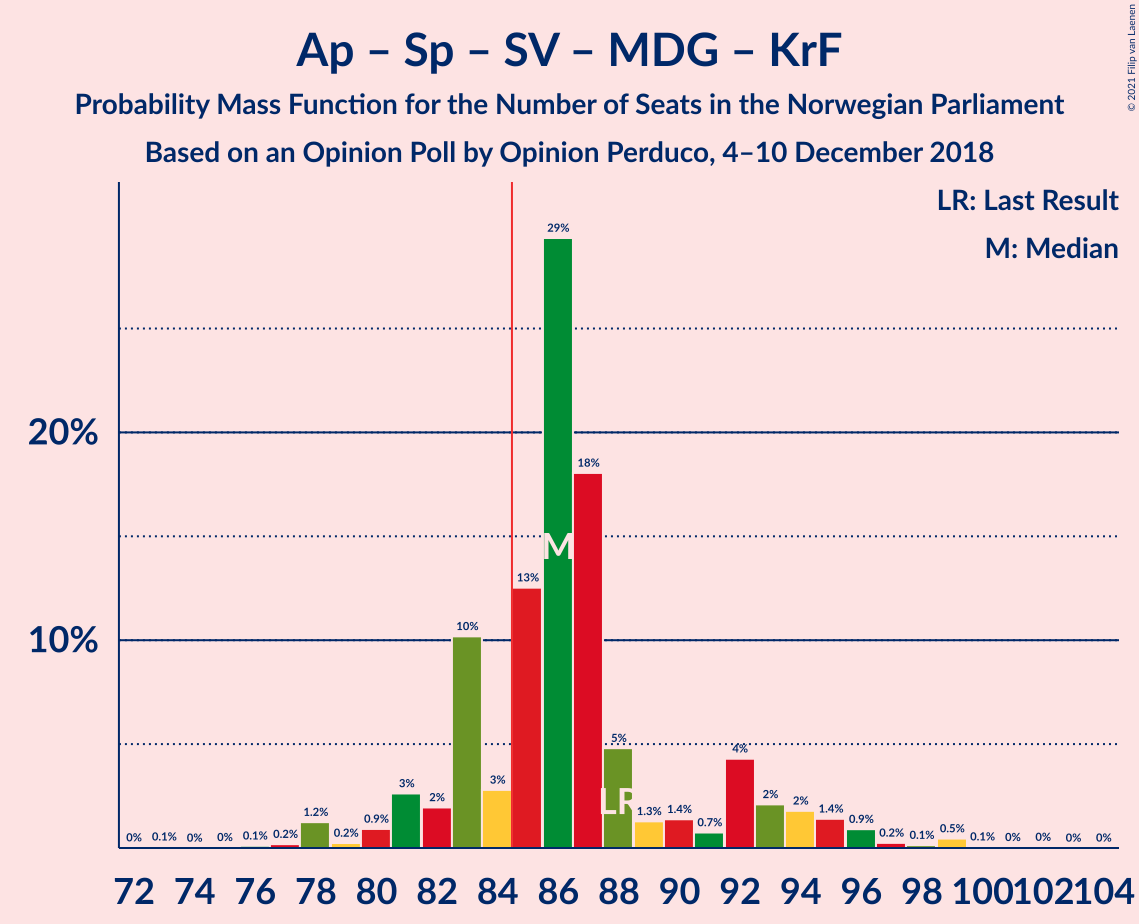 © 2021 Filip van Laenen
Ap – Sp – SV – MDG – KrF
Probability Mass Function for the Number of Seats in the Norwegian Parliament
Based on an Opinion Poll by Opinion Perduco, 4–10 December 2018
LR: Last Result
M: Median
20%
10%
0% 0.1% 0% 0% 0.1% 0.2% 1.2% 0.2% 0.9% 3% 2% 10% 3% 13% 29% 18% 5% 1.3% 1.4% 0.7% 4% 2% 2% 1.4% 0.9% 0.2% 0.1% 0.5% 0.1% 0% 0% 0% 0%
M
LR
72 74 76 78 80 82 84 86 88 90 92 94 96 98 100 102 104